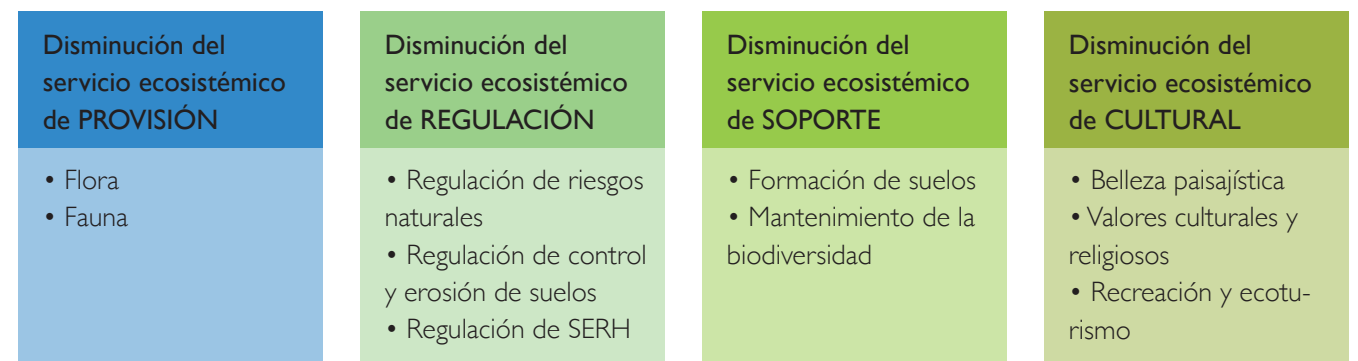 Disminución del
servicio ecosistémico
de PROVISIÓN
• Flora
• Fauna
Disminución del
servicio ecosistémico
de REGULACIÓN
• Regulación de riesgos
naturales
• Regulación de control
y erosión de suelos
• Regulación de SERH
Disminución del
servicio ecosistémico
de SOPORTE
• Formación de suelos
• Mantenimiento de la
biodiversidad
Disminución del
servicio ecosistémico
de CULTURAL
• Belleza paisajística
• Valores culturales y
religiosos
• Recreación y ecotu-
rismo